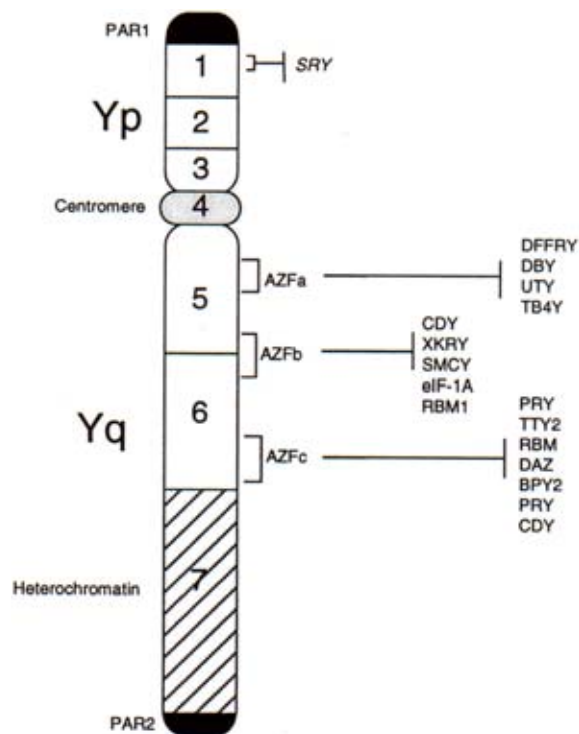 PAR1
1
SRY
Yp
2
3
Centromere
4
5
AZFa
DFFRY
DBY
UTY
TB4Y
AZFb
CDY
XKRY
SMCY
eIF-1A
RBM1
6
Yq
AZFc
PRY
TTY2
RBM
DAZ
BPY2
PRY
CDY
7
Heterochromatin
PAR2